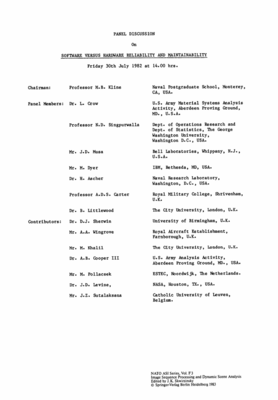 PANEL DISCUSSION
On
SOFTWARE VERSUS HARDWARE RELIABILITY AND MAINTAINABILITY
Friday 30th July 1982 at 14.00 hrs.
Chairman: Professor M.B. Kline Naval Postgraduate School, Monterey,
CA, USA.
Panel Members: Dr. L. Crow U.S. Army Material Systems Analysis
Activity, Aberdeen Proving Ground,
MD., U.S.A.
Professor N.D. Singpurwalla Dept. of Operations Research and
Dept. of Statistics, The George
Washington University,
Washington D.C., USA.
Mr. J.D. Musa Bell Laboratories, Whippany, N.J.,
U.S.A.
Mr. M. Dyer IBM, Bethesda, MD, USA.
Dr. H. Ascher Naval Research Laboratory,
Washington, D.C., USA.
Professor A.D.S. Carter Royal Military College, Shrivenham,
U.K.
Dr. B. Littlewood The City University, London, U.K.
Contributors: Dr. D.J. Sherwin University of Birmingham, U.K.
Mr. A.A. Wingrove Royal Aircraft Establishment,
Farnborough, U.K.
Mr. M. Khalil The City University, London, U.K.
Dr. A.R. Cooper III U.S. Army Analysis Activity,
Aberdeen Proving Ground, MD., USA.
Mr. M. Pollacsek ESTEC, Noordwijk, The Netherlands.
Dr. J.D. Levine, NASA, Houston, TX., USA.
Mr. J.I. Botalaksana Catholic University of Leuven,
Belgium.
NATO ASI Series, Vol. F3
Image Sequence Processing and Dynamic Scene Analysis
Edited by J.K. Skwirzynski
© Springer-Verlag Berlin Heidelberg 1983